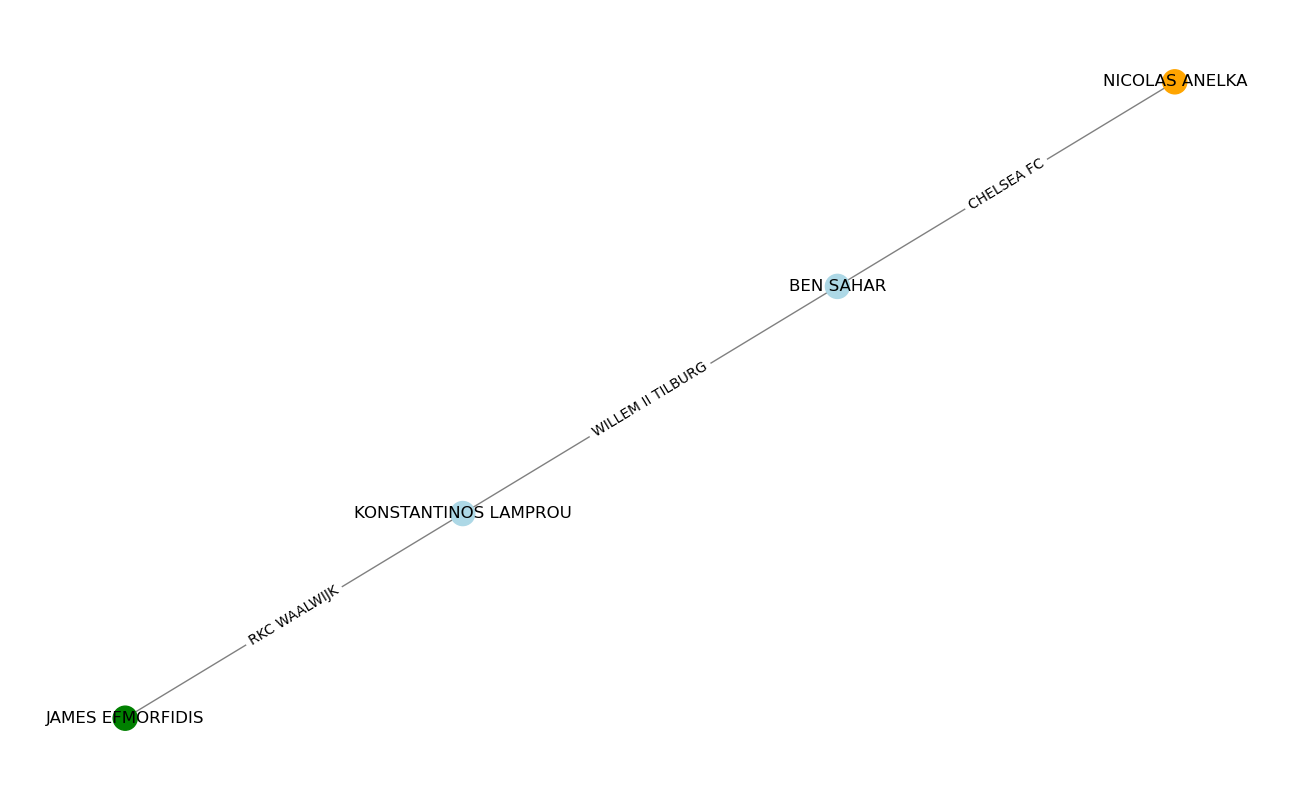 NICOLAS ANELKA
CHELSEA FC
BEN SAHAR
WILLEM II TILBURG
KONSTANTINOS LAMPROU
RKC WAALWIJK
JAMES EFMORFIDIS